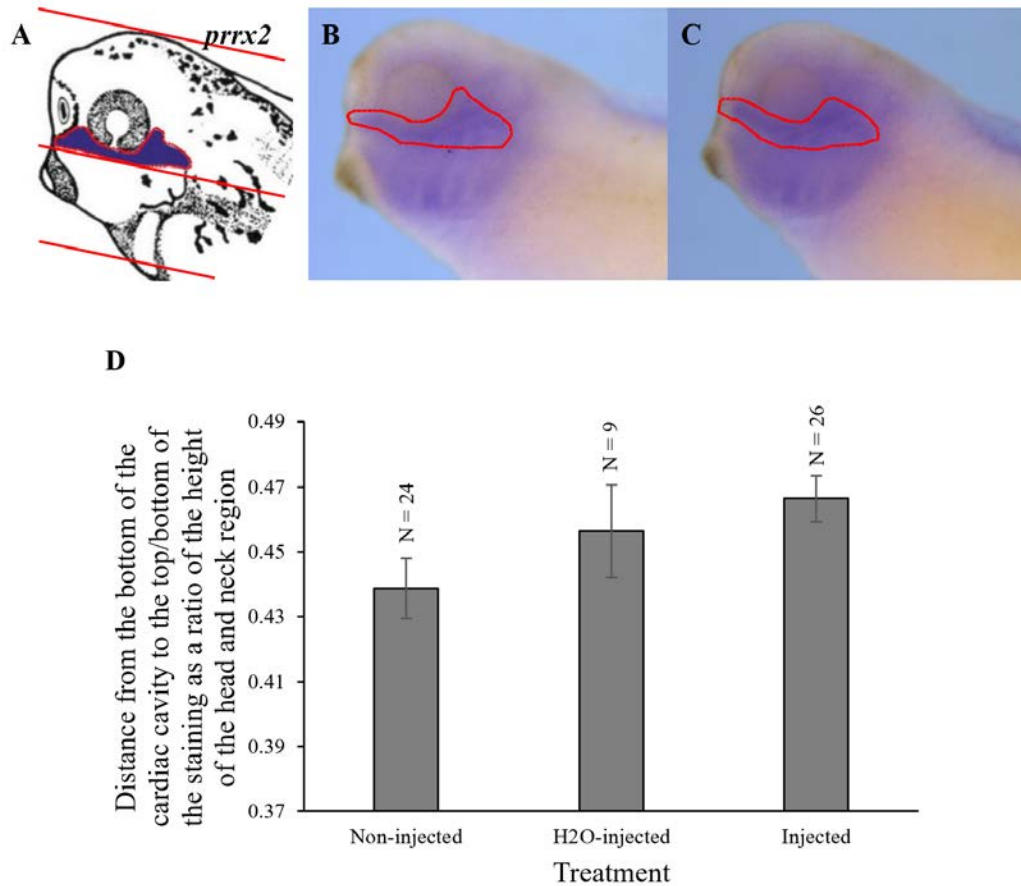 A
prrx2
B
C
D
Distance from the bottom of the
cardiac cavity to the top/bottom of
the staining as a ratio of the height
of the head and neck region
0.49
0.47
0.45
0.43
0.41
0.39
0.37
N = 24
N = 9
N = 26
Non-injected
H2O-injected
Injected
Treatment